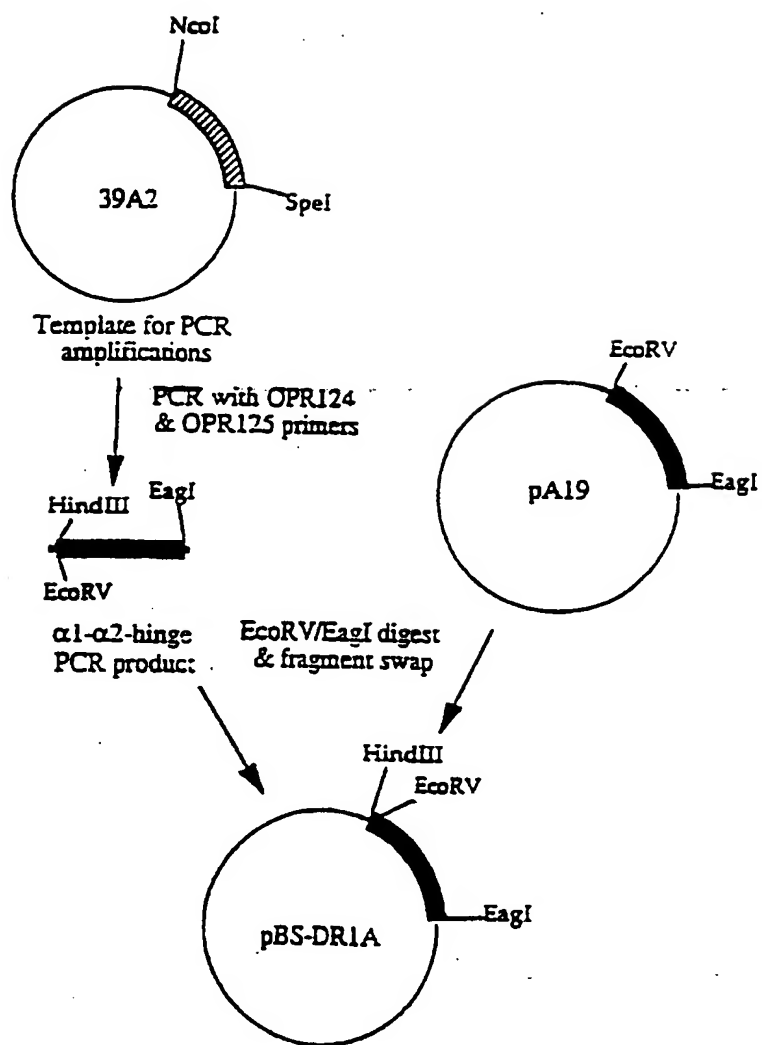 NcoI
39A2
SpeI
Template for PCR
amplifications
PCR with OPR124
& OPR125 primers
EcoRV
pA19
EagI
HindIII
EagI
EcoRV
α1-α2-hinge
PCR product
EcoRV/EagI digest
& fragment swap
HindIII
EcoRV
pBS-DR1A
EagI